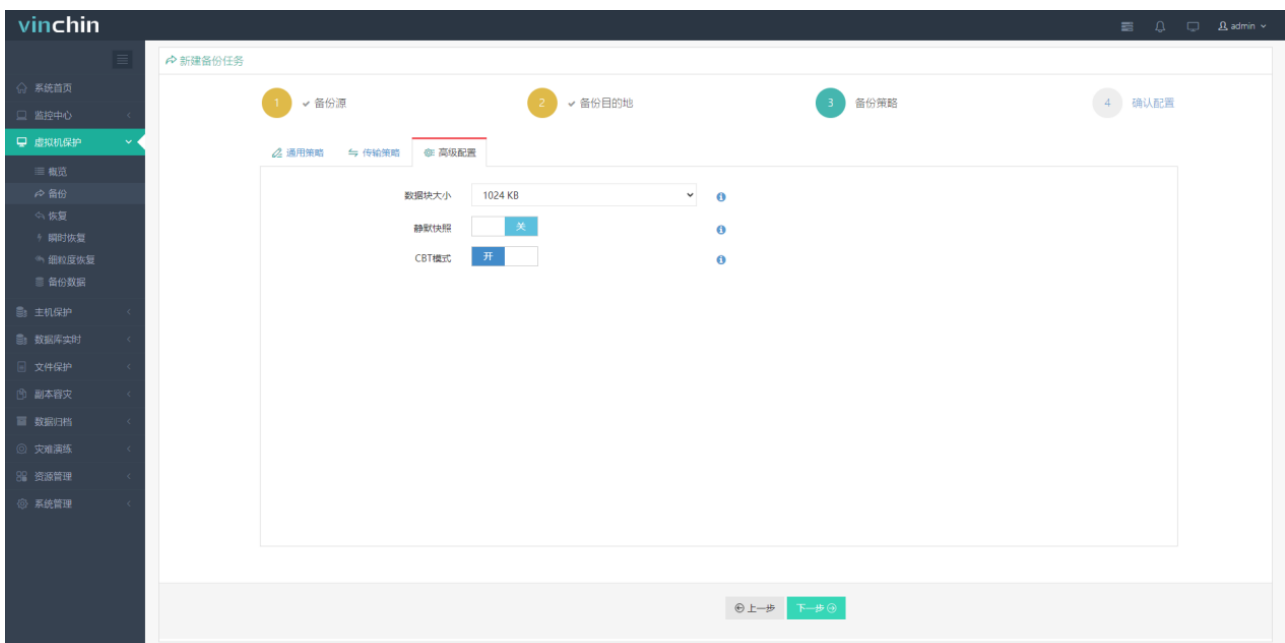 vinchin
admin
新建备份任务
系统首页
监控中心
虚拟机保护
概览
备份
恢复
瞬时恢复
细粒度恢复
备份数据
主机保护
数据库实时
文件保护
副本容灾
数据归档
灾难演练
资源管理
系统管理
1 备份源
2 备份目的地
3 备份策略
4 确认配置
通用策略 传输策略 高级配置
数据块大小 1024 KB
静默快照 关
CBT模式 开
上一步 下一步